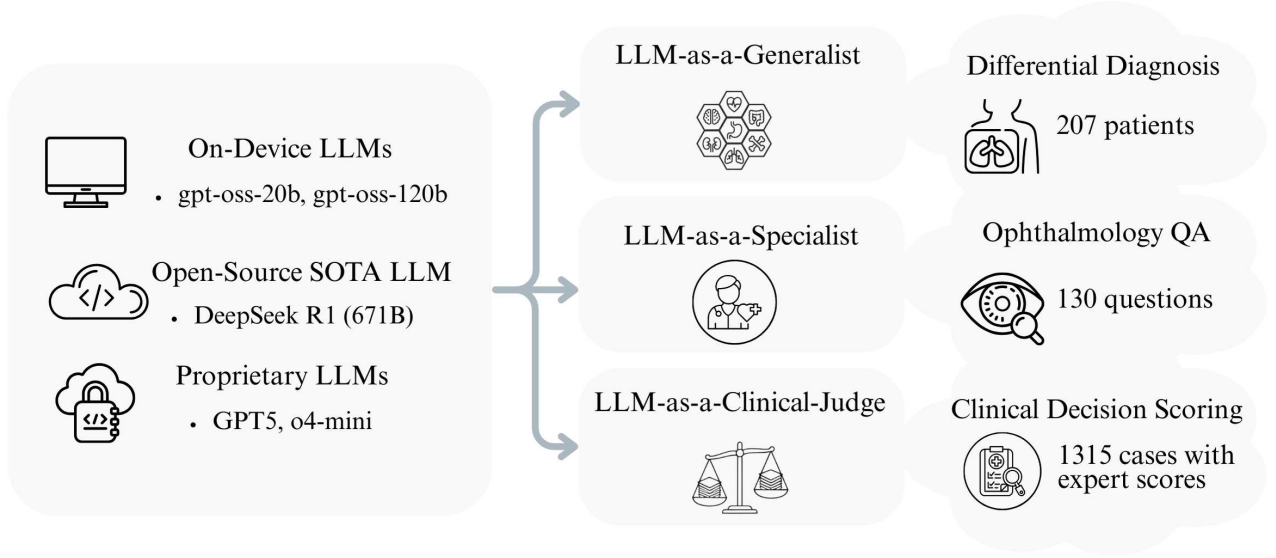 On-Device LLMs
• gpt-oss-20b, gpt-oss-120b
Open-Source SOTA LLM
</>
• DeepSeek R1 (671B)
Proprietary LLMs
</>
• GPT5, o4-mini
LLM-as-a-Generalist
LLM-as-a-Specialist
LLM-as-a-Clinical-Judge
Differential Diagnosis
207 patients
Ophthalmology QA
130 questions
Clinical Decision Scoring
1315 cases with
expert scores